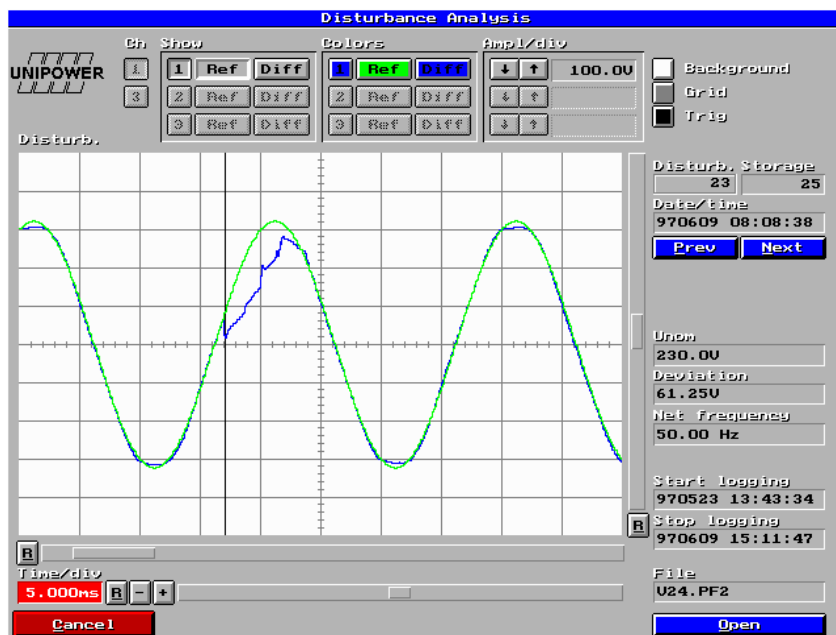 Disturbance Analysis
Ch Show Colors Ampl/div
UNIPOWER
1 1 Ref Diff 1 Ref Diff 100.0V Background
3 2 Ref Diff 2 Ref Diff Grid
3 Ref Diff 3 Ref Diff Trig
Disturb.
Disturb. Storage
23 25
Date/time
970609 08:08:38
Prev Next
Unom
230.0V
Deviation
61.25V
Net frequency
50.00 Hz
Start logging
970523 13:43:34
R Stop logging
970609 15:11:47
R
Time/div File
5.000ms R - + V24.PF2
Cancel Open